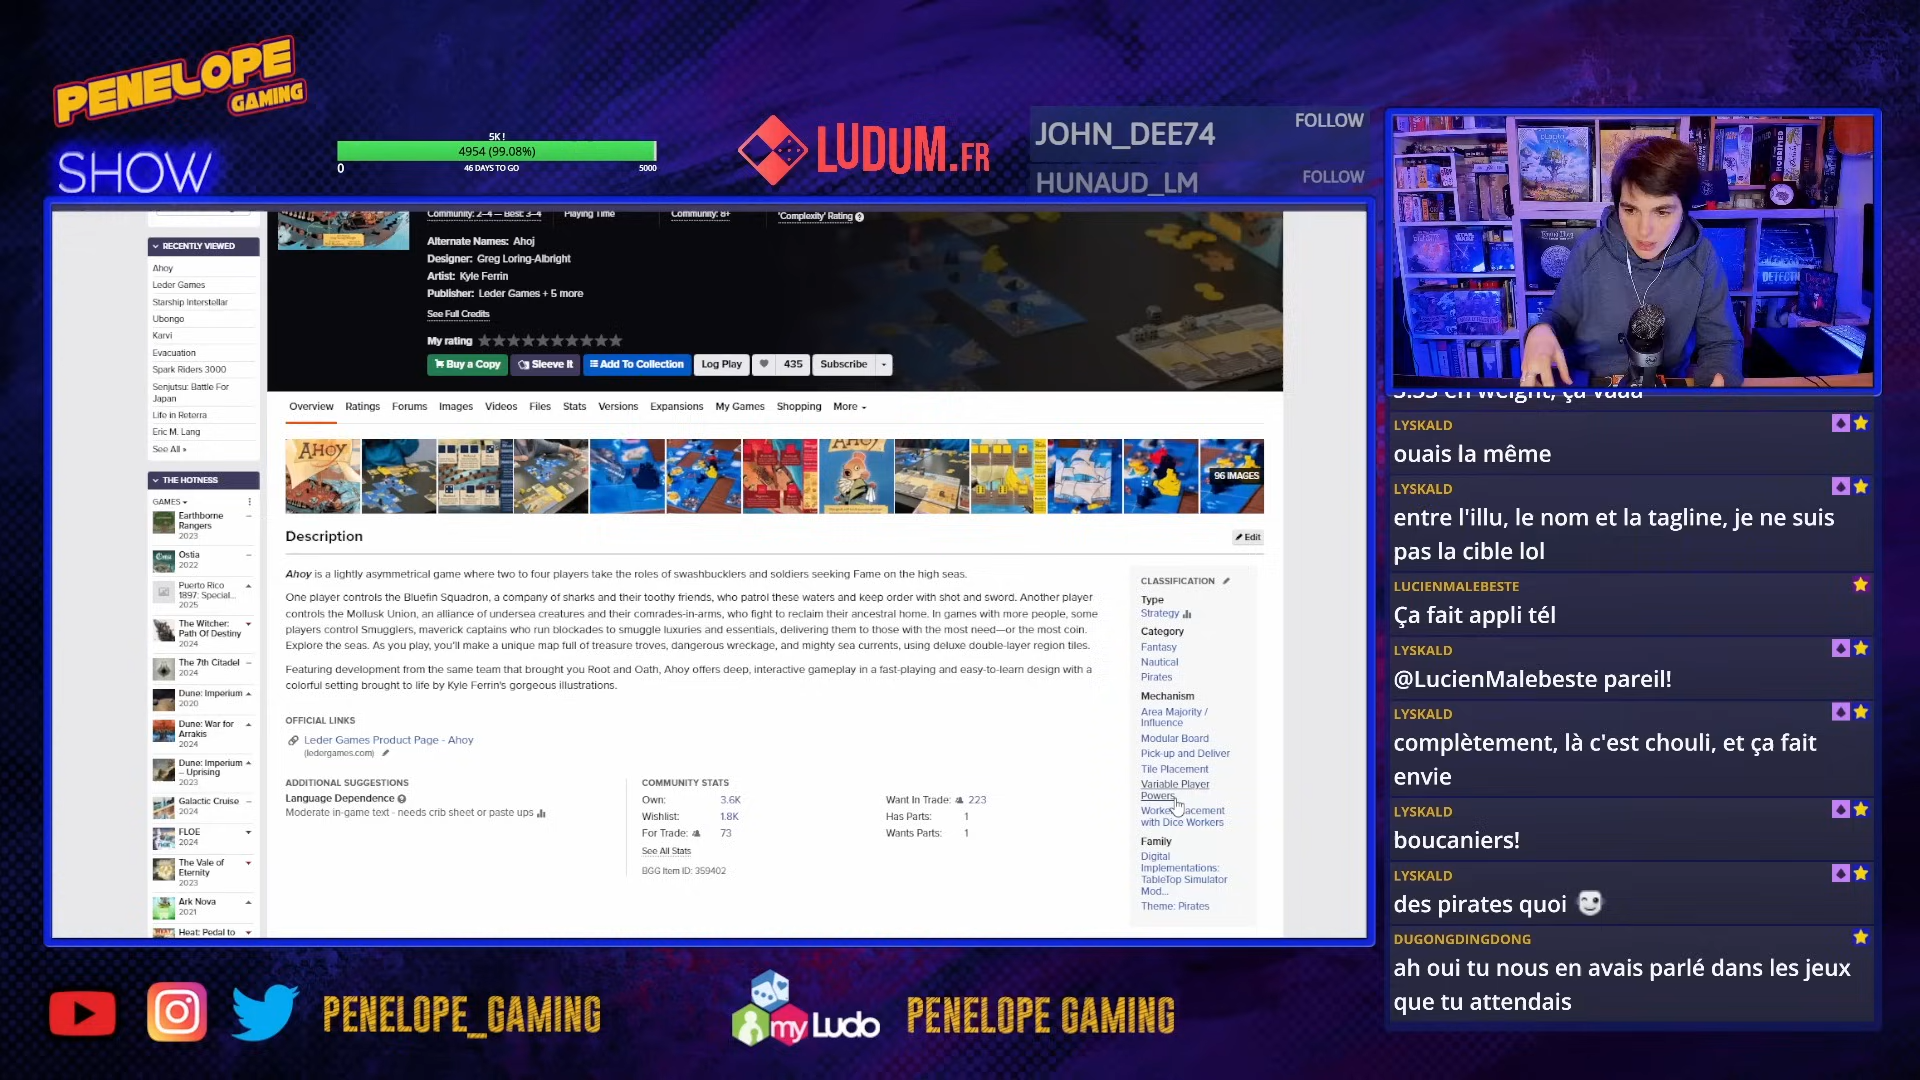 PENELOPE
GAMING
SHOW
5K !
4954 (99.08%)
0
46 DAYS TO GO
5000
LUDUM.FR
JOHN_DEE74
FOLLOW
HUNAUD_LM
FOLLOW
RECENTLY VIEWED
Ahoy
Leder Games
Starship Interstellar
Ubongo
Karvi
Evacuation
Spark Riders 3000
Senjutsu: Battle For
Japan
Life in Reterra
Eric M. Lang
See All »
THE HOTNESS
GAMES
Earthborne
Rangers
2023
Ostia
2022
Puerto Rico
1897: Special...
2025
The Witcher:
Path Of Destiny
2024
The 7th Citadel
2024
Dune: Imperium
2020
Dune: War for
Arrakis
2024
Dune: Imperium
– Uprising
2023
Galactic Cruise
2024
FLOE
2024
The Vale of
Eternity
2023
Ark Nova
2021
Heat: Pedal to
Community: 2–4 — Best: 3–4
Playing Time
Community: 8+
'Complexity' Rating
Alternate Names: Ahoj
Designer: Greg Loring-Albright
Artist: Kyle Ferrin
Publisher: Leder Games + 5 more
See Full Credits
My rating
Buy a Copy
Sleeve It
Add To Collection
Log Play
435
Subscribe
Overview Ratings Forums Images Videos Files Stats Versions Expansions My Games Shopping More
AHOY
AHOY
96 IMAGES
Description
Edit
Ahoy is a lightly asymmetrical game where two to four players take the roles of swashbucklers and soldiers seeking Fame on the high seas.
One player controls the Bluefin Squadron, a company of sharks and their toothy friends, who patrol these waters and keep order with shot and sword. Another player
controls the Mollusk Union, an alliance of undersea creatures and their comrades-in-arms, who fight to reclaim their ancestral home. In games with more people, some
players control Smugglers, maverick captains who run blockades to smuggle luxuries and essentials, delivering them to those with the most need—or the most coin.
Explore the seas. As you play, you'll make a unique map full of treasure troves, dangerous wreckage, and mighty sea currents, using deluxe double-layer region tiles.
Featuring development from the same team that brought you Root and Oath, Ahoy offers deep, interactive gameplay in a fast-playing and easy-to-learn design with a
colorful setting brought to life by Kyle Ferrin's gorgeous illustrations.
OFFICIAL LINKS
Leder Games Product Page - Ahoy
(ledergames.com)
ADDITIONAL SUGGESTIONS
Language Dependence
Moderate in-game text - needs crib sheet or paste ups
COMMUNITY STATS
Own: 3.6K
Wishlist: 1.8K
For Trade: 73
See All Stats
BGG Item ID: 359402
Want In Trade: 223
Has Parts: 1
Wants Parts: 1
CLASSIFICATION
Type
Strategy
Category
Fantasy
Nautical
Pirates
Mechanism
Area Majority /
Influence
Modular Board
Pick-up and Deliver
Tile Placement
Variable Player
Powers
with Dice Workers
Family
Digital
Implementations:
TableTop Simulator
Mod...
Theme: Pirates
3.33 en weight, ça vaaa
LYSKALD
ouais la même
LYSKALD
entre l'illu, le nom et la tagline, je ne suis
pas la cible lol
LUCIENMALEBESTE
Ça fait appli tél
LYSKALD
@LucienMalebeste pareil!
LYSKALD
complètement, là c'est chouli, et ça fait
envie
LYSKALD
boucaniers!
LYSKALD
des pirates quoi
DUGONGDINGDONG
ah oui tu nous en avais parlé dans les jeux
que tu attendais
PENELOPE_GAMING
my Ludo
PENELOPE GAMING